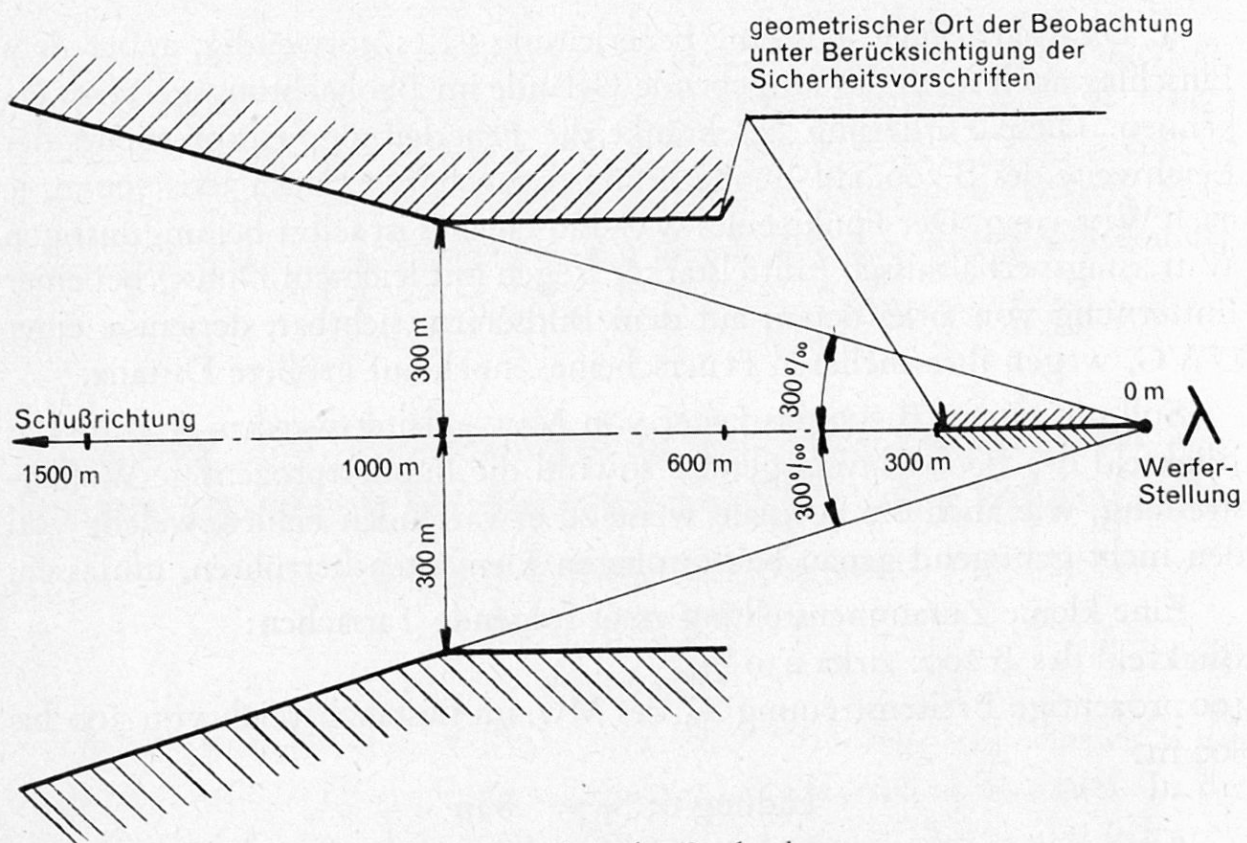 geometrischer Ort der Beobachtung
unter Berücksichtigung der
Sicherheitsvorschriften
300 m
300 ‰
0 m
Schußrichtung
1500 m
1000 m
600 m
300 m
Werfer-
Stellung
300 ‰
300 m